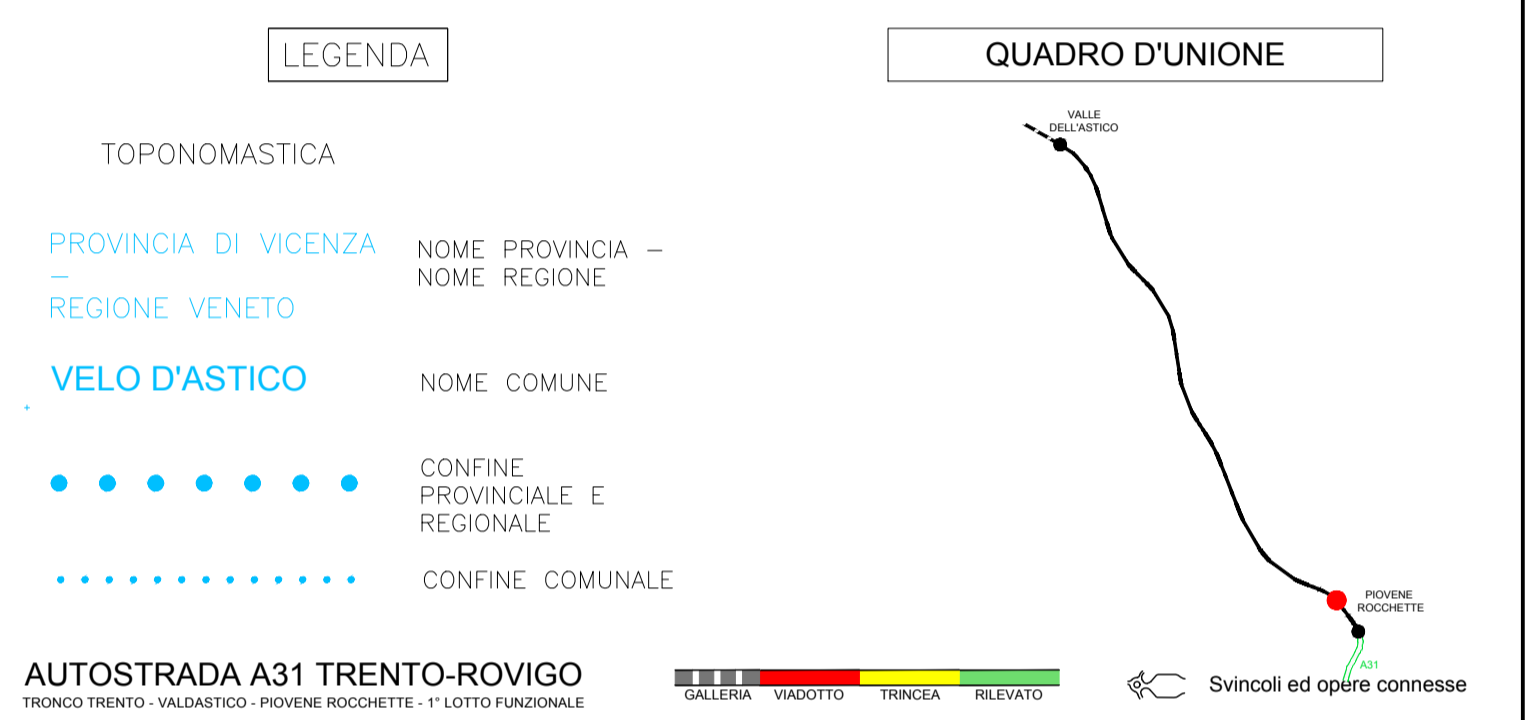 LEGENDA
TOPONOMASTICA
PROVINCIA DI VICENZA
–
REGIONE VENETO
NOME PROVINCIA –
NOME REGIONE
VELO D'ASTICO
NOME COMUNE
CONFINE
PROVINCIALE E
REGIONALE
CONFINE COMUNALE
AUTOSTRADA A31 TRENTO-ROVIGO
TRONCO TRENTO - VALDASTICO - PIOVENE ROCCHETTE - 1° LOTTO FUNZIONALE
GALLERIA
VIADOTTO
TRINCEA
RILEVATO
QUADRO D'UNIONE
VALLE
DELL'ASTICO
PIOVENE
ROCCHETTE
A31
Svincoli ed opere connesse